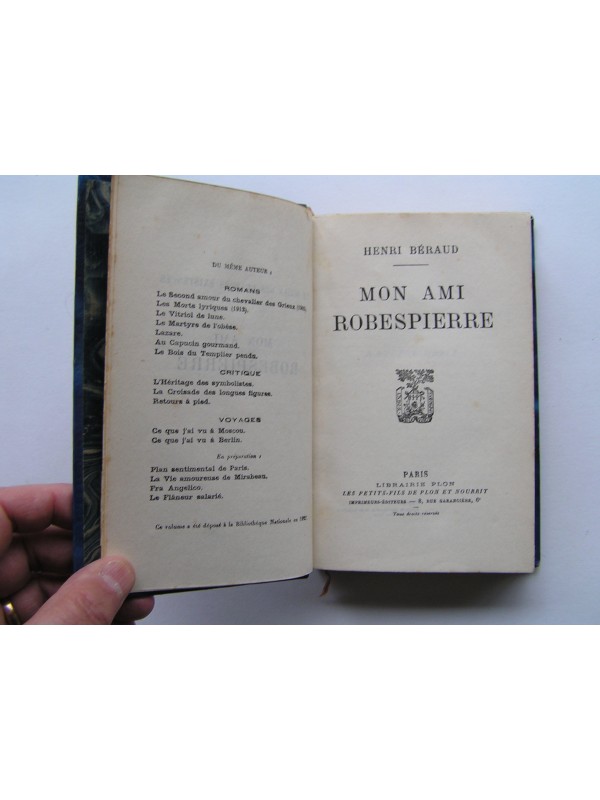 DU MÊME AUTEUR :
ROMANS
Le Second amour du chevalier des Grieux
Les Morts lyriques (1912).
Le Vitriol de lune.
Le Martyre de l'obèse.
Lazare.
Au Capucin gourmand.
Le Bois du Templier pendu.
CRITIQUE
L'Héritage des symbolistes.
La Croisade des longues figures.
Retours à pied.
VOYAGES
Ce que j'ai vu à Moscou.
Ce que j'ai vu à Berlin.
En préparation :
Plan sentimental de Paris.
La Vie amoureuse de Mirabeau.
Fra Angelico.
Le Flâneur salarié.
Ce volume a été déposé à la Bibliothèque Nationale en
HENRI BÉRAUD
MON AMI
ROBESPIERRE
PARIS
LIBRAIRIE PLON
LES PETITS-FILS DE PLON ET NOURRIT
IMPRIMEURS-ÉDITEURS — 8, RUE GARANCIÈRE, 6e
Tous droits réservés